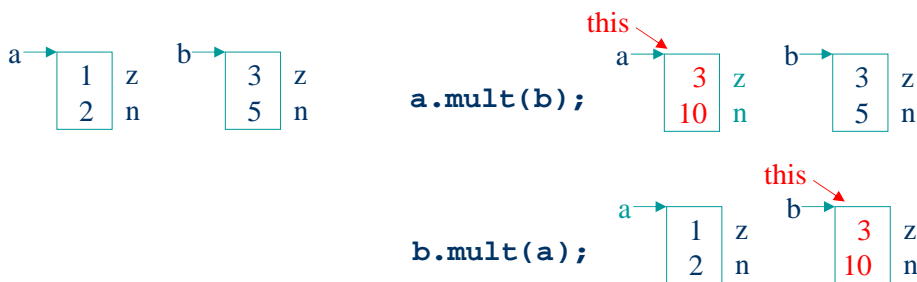 this
a b a b
1 z 3 z 3 z 3 z
2 n 5 n a.mult(b); 10 n 5 n
this
a b
1 z 3 z
b.mult(a); 2 n 10 n